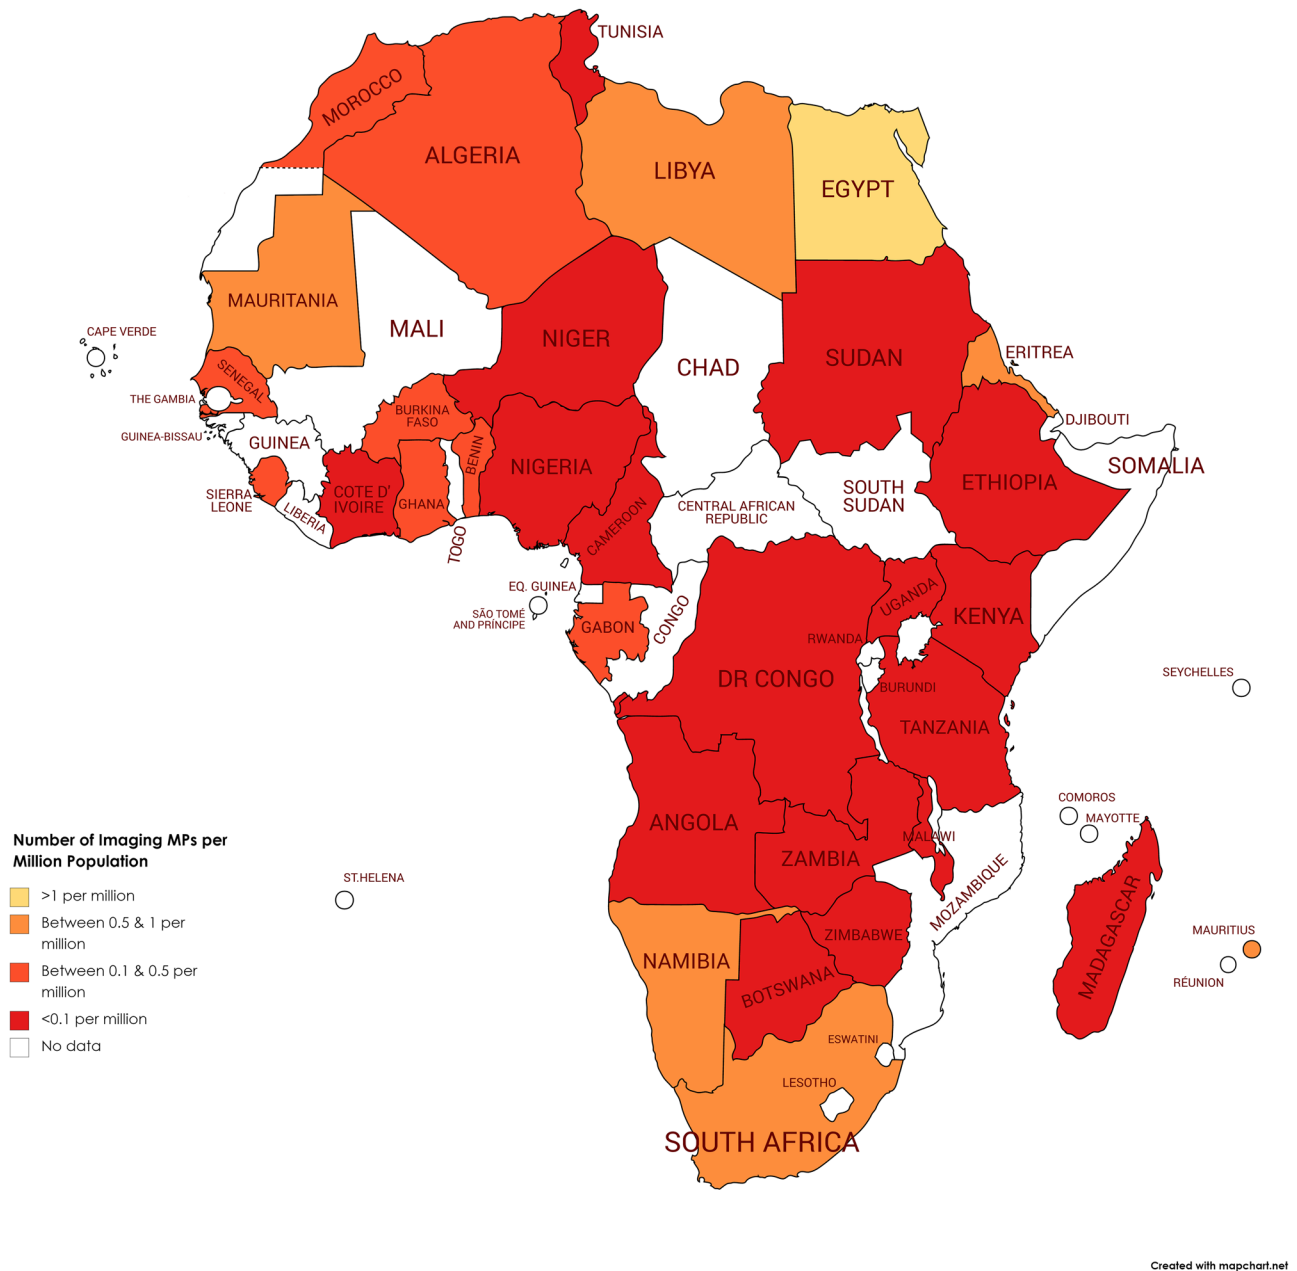 TUNISIA
MOROCCO
ALGERIA
LIBYA
EGYPT
MAURITANIA
CAPE VERDE
MALI
NIGER
CHAD
SUDAN
ERITREA
SENEGAL
THE GAMBIA
BURKINA
FASO
DJIBOUTI
GUINEA-BISSAU
GUINEA
BENIN
NIGERIA
SOMALIA
ETHIOPIA
SIERRA
LEONE
COTE D'
IVOIRE
GHANA
SOUTH
SUDAN
CENTRAL AFRICAN
REPUBLIC
LIBERIA
TOGO
CAMEROON
EQ. GUINEA
SÃO TOMÉ
AND PRÍNCIPE
GABON
CONGO
UGANDA
KENYA
RWANDA
SEYCHELLES
DR CONGO
BURUNDI
TANZANIA
COMOROS
MAYOTTE
ANGOLA
MALAWI
ZAMBIA
Number of Imaging MPs per
Million Population
>1 per million
Between 0.5 & 1 per
million
Between 0.1 & 0.5 per
million
<0.1 per million
No data
ST.HELENA
MOZAMBIQUE
MADAGASCAR
MAURITIUS
ZIMBABWE
NAMIBIA
BOTSWANA
RÉUNION
ESWATINI
LESOTHO
SOUTH AFRICA
Created with mapchart.net